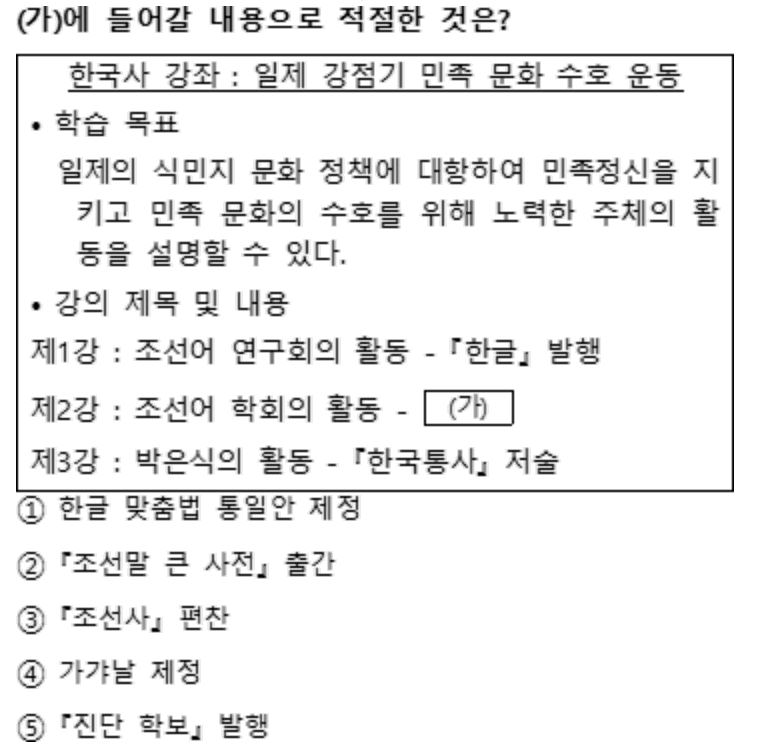 (가)에 들어갈 내용으로 적절한 것은?
한국사 강좌 : 일제 강점기 민족 문화 수호 운동
• 학습 목표
일제의 식민지 문화 정책에 대항하여 민족정신을 지
키고 민족 문화의 수호를 위해 노력한 주체의 활
동을 설명할 수 있다.
• 강의 제목 및 내용
제1강 : 조선어 연구회의 활동 - 『한글』 발행
제2강 : 조선어 학회의 활동 - (가)
제3강 : 박은식의 활동 - 『한국통사』 저술
① 한글 맞춤법 통일안 제정
② 『조선말 큰 사전』 출간
③ 『조선사』 편찬
④ 가갸날 제정
⑤ 『진단 학보』 발행